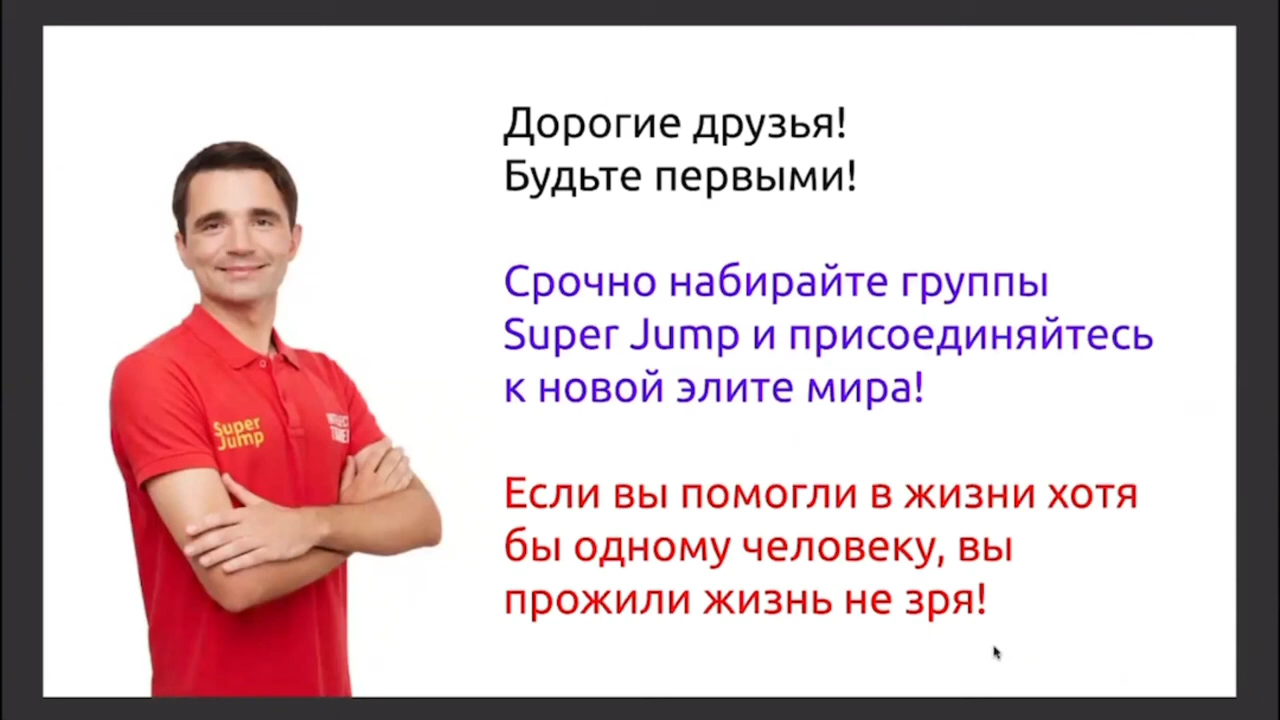 Дорогие друзья!
Будьте первыми!
Срочно набирайте группы
Super Jump и присоединяйтесь
к новой элите мира!
Если вы помогли в жизни хотя
бы одному человеку, вы
прожили жизнь не зря!
Super
Jump